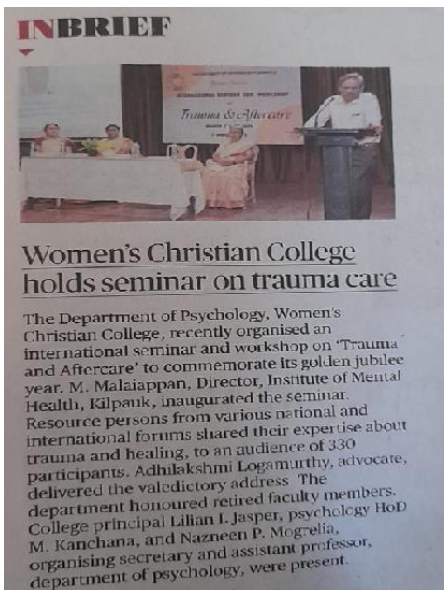 INBRIEF
INTERNATIONAL SEMINAR AND WORKSHOP
Trauma & Aftercare
Women's Christian College
holds seminar on trauma care
The Department of Psychology, Women's
Christian College, recently organised an
international seminar and workshop on 'Trauma
and Aftercare' to commemorate its golden jubilee
year. M. Malaiappan, Director, Institute of Mental
Health, Kilpauk, inaugurated the seminar.
Resource persons from various national and
international forums shared their expertise about
trauma and healing, to an audience of 330
participants. Adhilakshmi Logamurthy, advocate,
delivered the valedictory address The
department honoured retired faculty members.
College principal Lilian I. Jasper, psychology HoD
M. Kanchana, and Nazneen P. Mogrelia,
organising secretary and assistant professor,
department of psychology, were present.